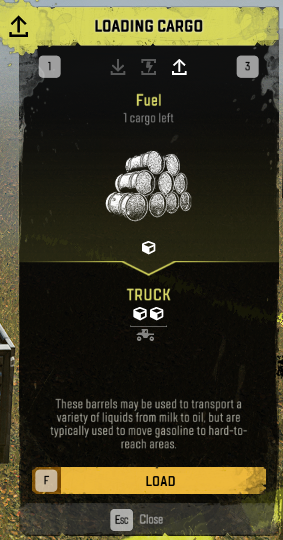 LOADING CARGO
1
3
Fuel
1 cargo left
TRUCK
These barrels may be used to transport a
variety of liquids from milk to oil, but are
typically used to move gasoline to hard-to-
reach areas.
F LOAD
Esc Close